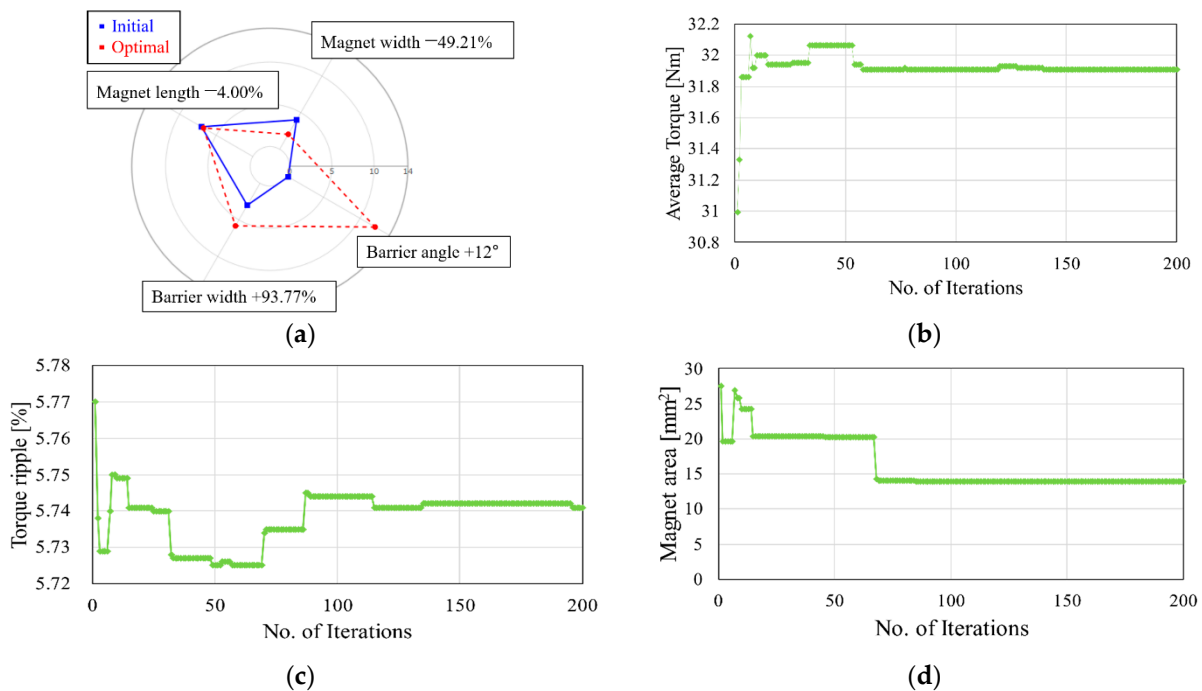 Initial
Optimal
Magnet width −49.21%
Magnet length −4.00%
0 5 10 14
Barrier angle +12°
Barrier width +93.77%
(a)
Average Torque [Nm]
32.2
32
31.8
31.6
31.4
31.2
31
30.8
0 50 100 150 200
No. of Iterations
(b)
Torque ripple [%]
5.78
5.77
5.76
5.75
5.74
5.73
5.72
0 50 100 150 200
No. of Iterations
(c)
Magnet area [mm²]
30
25
20
15
10
5
0
0 50 100 150 200
No. of Iterations
(d)